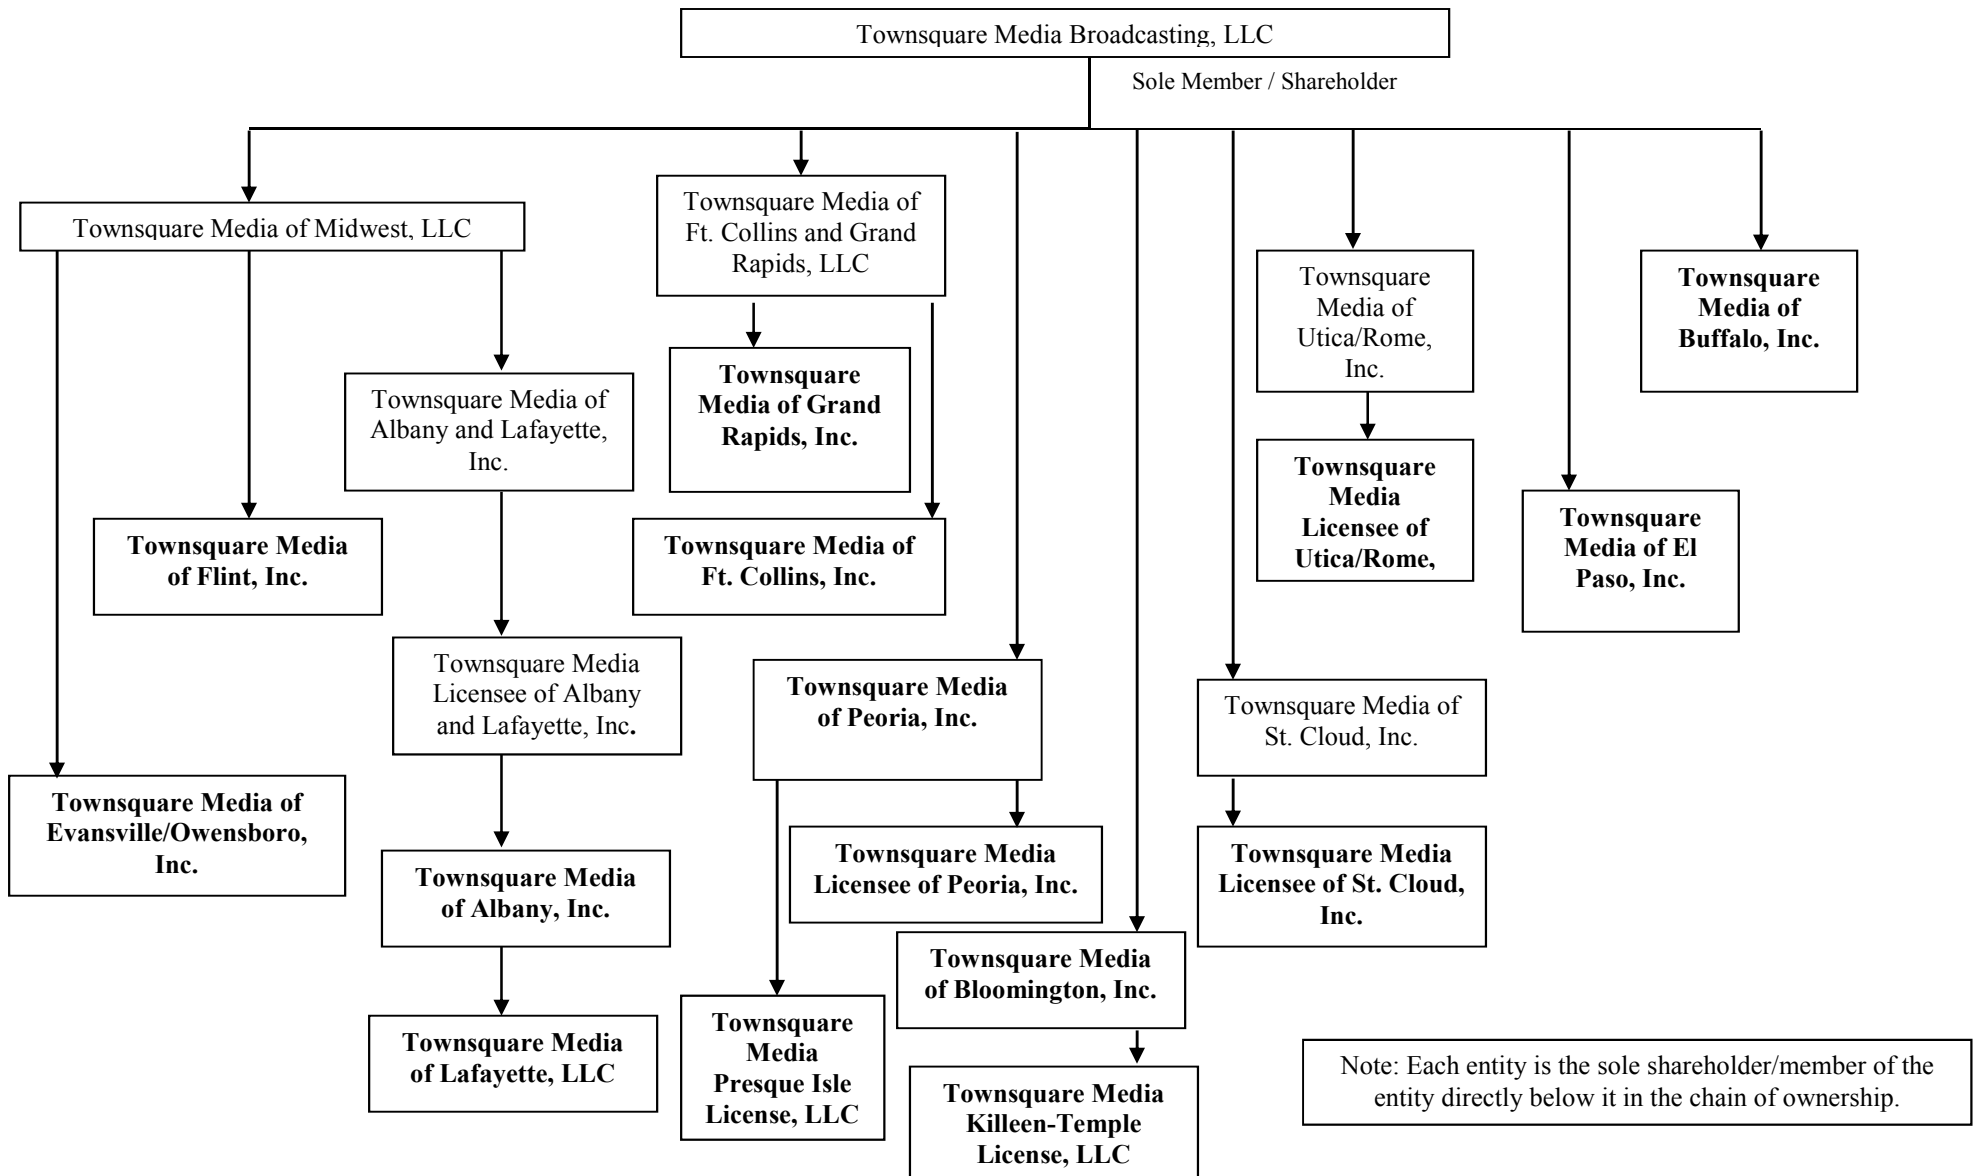 Townsquare Media Broadcasting, LLC
Sole Member / Shareholder
Townsquare Media of Midwest, LLC
Townsquare Media of
Ft. Collins and Grand
Rapids, LLC
Townsquare
Media of
Utica/Rome,
Inc.
Townsquare
Media of
Buffalo, Inc.
Townsquare Media of
Albany and Lafayette,
Inc.
Townsquare
Media of Grand
Rapids, Inc.
Townsquare
Media
Licensee of
Utica/Rome,
Townsquare
Media of El
Paso, Inc.
Townsquare Media
of Flint, Inc.
Townsquare Media of
Ft. Collins, Inc.
Townsquare Media
Licensee of Albany
and Lafayette, Inc.
Townsquare Media
of Peoria, Inc.
Townsquare Media of
St. Cloud, Inc.
Townsquare Media of
Evansville/Owensboro,
Inc.
Townsquare Media
of Albany, Inc.
Townsquare Media
Licensee of Peoria, Inc.
Townsquare Media
Licensee of St. Cloud,
Inc.
Townsquare Media
of Bloomington, Inc.
Townsquare Media
of Lafayette, LLC
Townsquare
Media
Presque Isle
License, LLC
Townsquare Media
Killeen-Temple
License, LLC
Note: Each entity is the sole shareholder/member of the
entity directly below it in the chain of ownership.